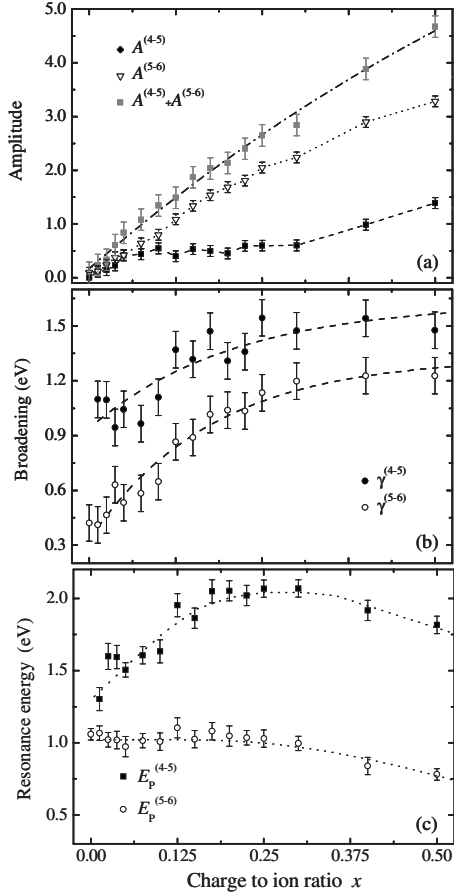 5.0
4.0
3.0
2.0
1.0
0.0
Amplitude
A(4-5)
A(5-6)
A(4-5)+A(5-6)
(a)
1.5
1.2
0.9
0.6
0.3
Broadening (eV)
γ(4-5)
γ(5-6)
(b)
2.0
1.5
1.0
0.5
Resonance energy (eV)
EP(4-5)
EP(5-6)
(c)
0.00 0.125 0.25 0.375 0.50
Charge to ion ratio x